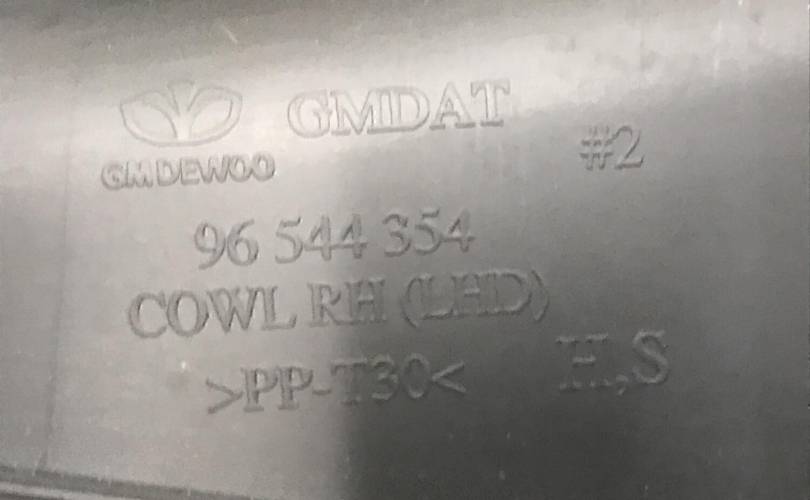 GMDAT
GMDEWOO
#2
96 544 354
COWL RH (LHD)
>PP-T30<
H,S